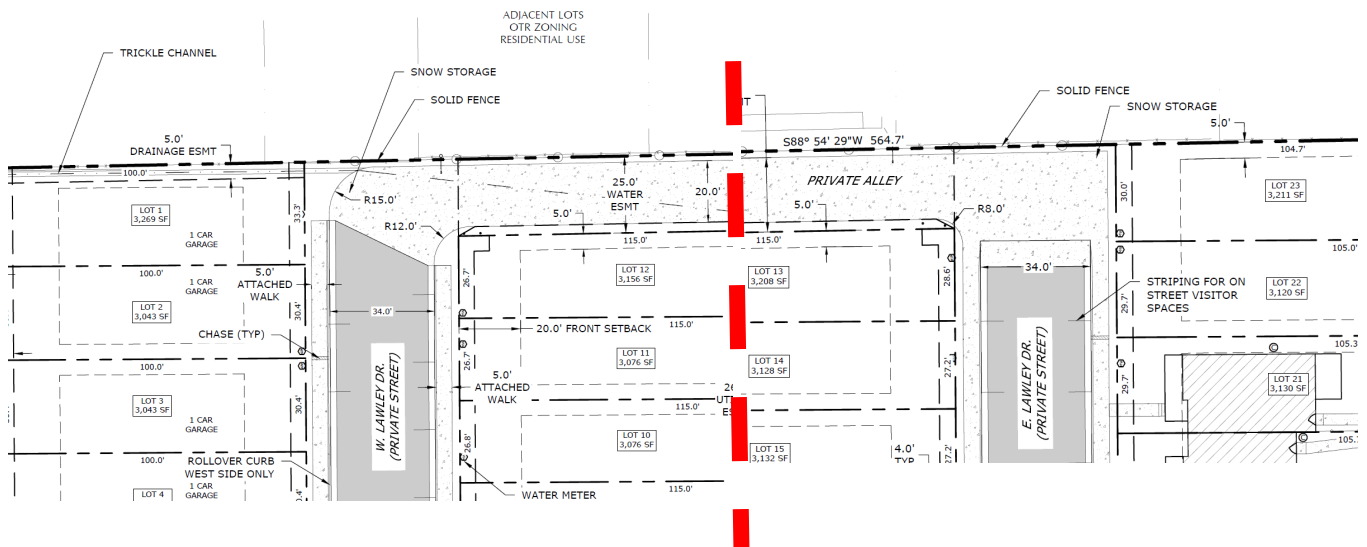 ADJACENT LOTS
OTR ZONING
RESIDENTIAL USE
TRICKLE CHANNEL
SNOW STORAGE
SOLID FENCE
5.0'
DRAINAGE ESMT
100.0'
LOT 1
3,269 SF
33.3'
R15.0'
R12.0'
1 CAR
GARAGE
100.0'
5.0'
ATTACHED
WALK
1 CAR
GARAGE
LOT 2
3,043 SF
30.4'
34.0'
CHASE (TYP)
100.0'
LOT 3
3,043 SF
30.4'
1 CAR
GARAGE
100.0'
ROLLOVER CURB
WEST SIDE ONLY
1 CAR
GARAGE
LOT 4
0.4'
W. LAWLEY DR.
(PRIVATE STREET)
25.0'
WATER
ESMT
20.0'
5.0'
115.0'
LOT 12
3,156 SF
26.7'
20.0' FRONT SETBACK
115.0'
LOT 11
3,076 SF
26.7'
5.0'
ATTACHED
WALK
115.0'
LOT 10
3,076 SF
26.8'
115.0'
WATER METER
26
UT
ES
S88° 54' 29"W 564.7'
PRIVATE ALLEY
SOLID FENCE
SNOW STORAGE
5.0'
5.0'
R8.0'
115.0'
LOT 13
3,208 SF
28.6'
115.0'
LOT 14
3,128 SF
27.2'
115.0'
LOT 15
3,132 SF
27.2'
4.0'
TYP
34.0'
E. LAWLEY DR.
(PRIVATE STREET)
STRIPING FOR ON
STREET VISITOR
SPACES
104.7'
LOT 23
3,211 SF
30.0'
105.0'
LOT 22
3,120 SF
29.7'
105.3
LOT 21
3,130 SF
29.7'
105.